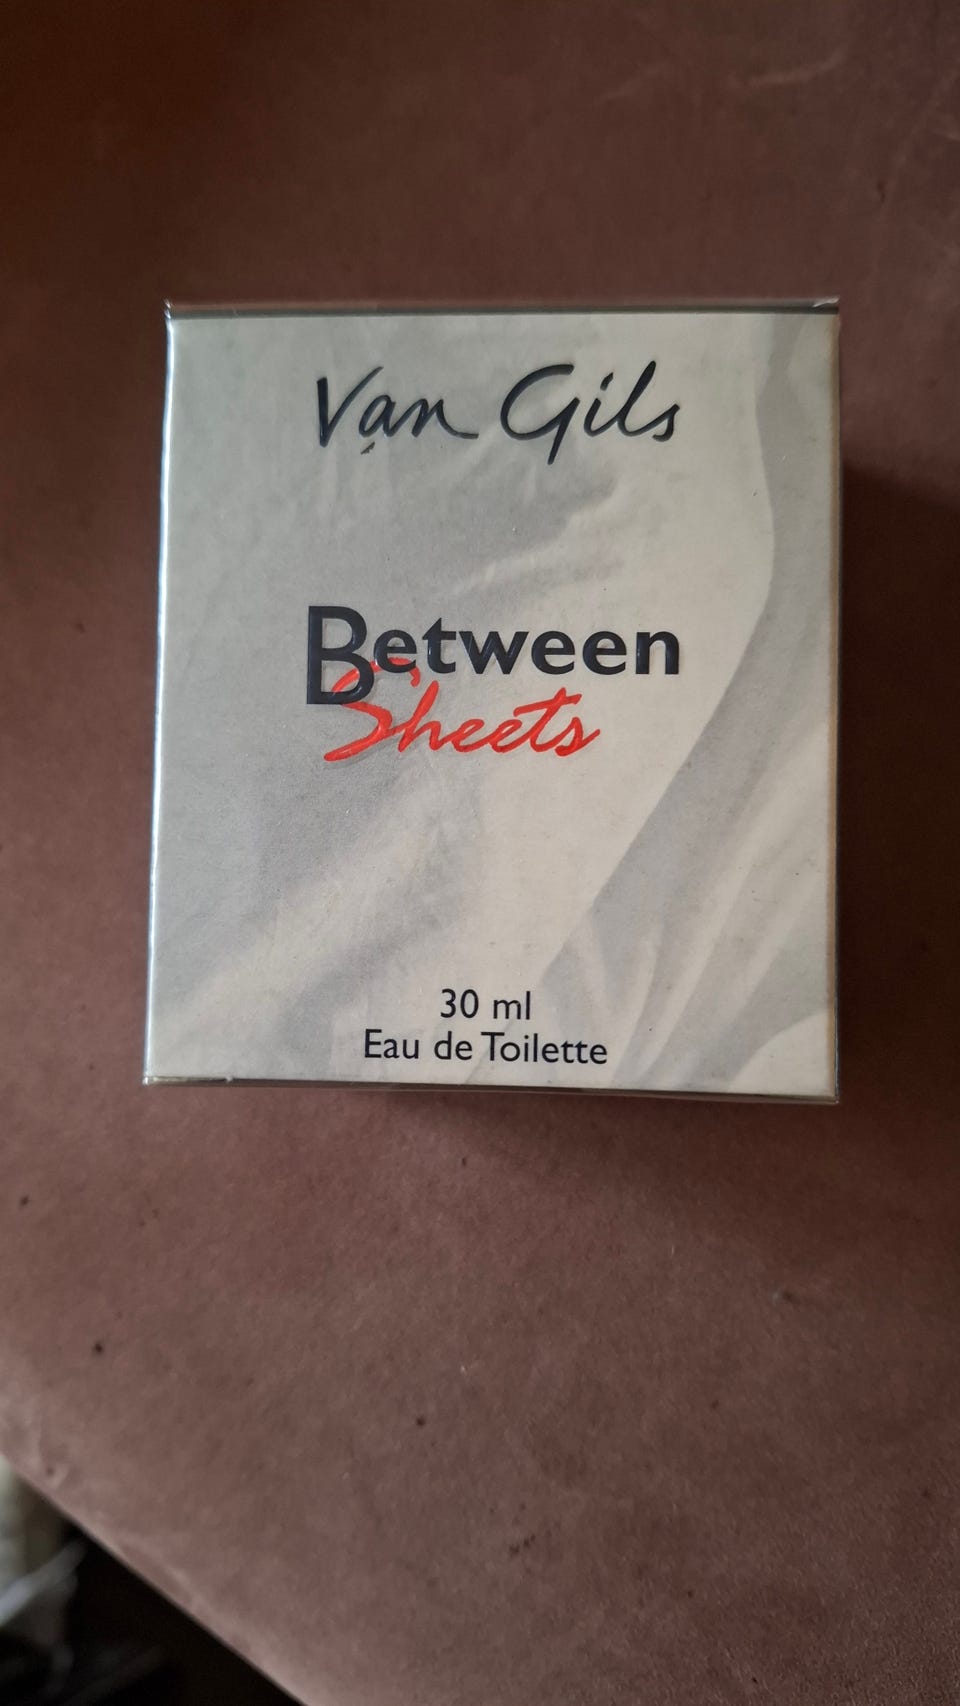 Van Gils
Between
Sheets
30 ml
Eau de Toilette